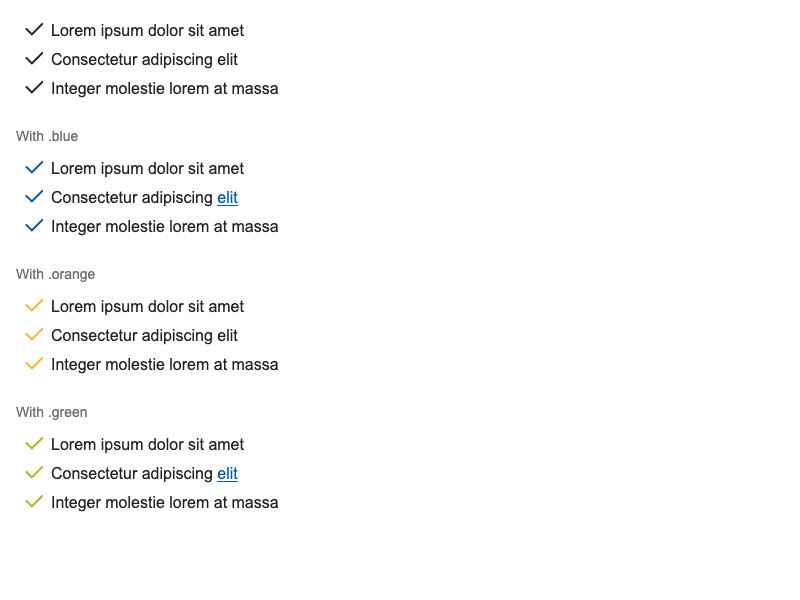 Lorem ipsum dolor sit amet
Consectetur adipiscing elit
Integer molestie lorem at massa
With .blue
Lorem ipsum dolor sit amet
Consectetur adipiscing elit
Integer molestie lorem at massa
With .orange
Lorem ipsum dolor sit amet
Consectetur adipiscing elit
Integer molestie lorem at massa
With .green
Lorem ipsum dolor sit amet
Consectetur adipiscing elit
Integer molestie lorem at massa